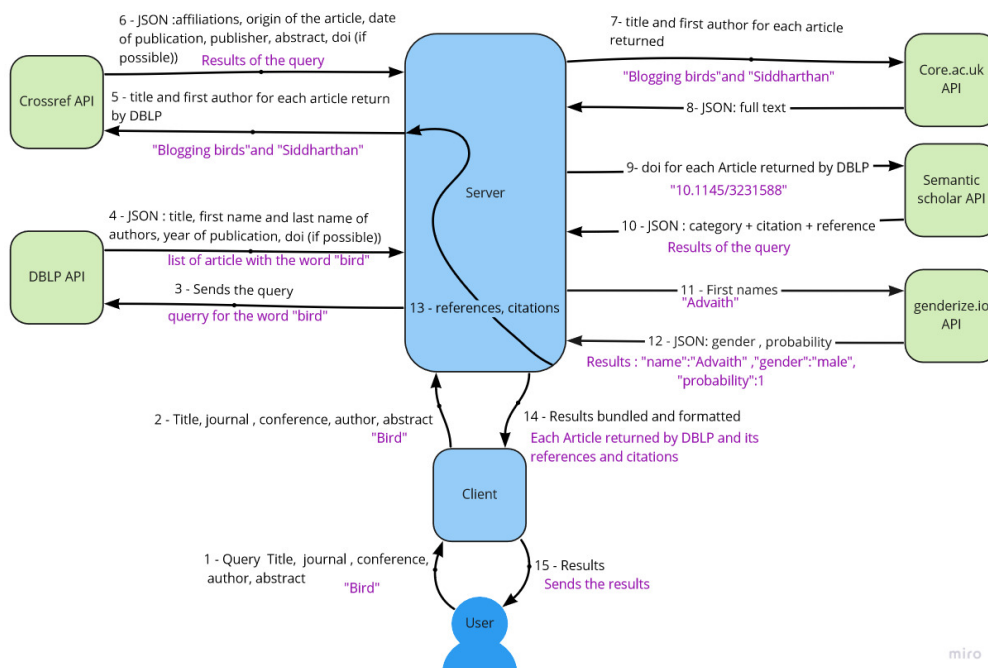 6 - JSON :affiliations, origin of the article, date
of publication, publisher, abstract, doi (if
possible))
Results of the query
Crossref API
5 - title and first author for each article return
by DBLP
"Blogging birds"and "Siddharthan"
4 - JSON : title, first name and last name of
authors, year of publication, doi (if possible))
list of article with the word "bird"
DBLP API
3 - Sends the query
querry for the word "bird"
Server
13 - references, citations
7- title and first author for each article
returned
"Blogging birds"and "Siddharthan"
Core.ac.uk
API
8- JSON: full text
9- doi for each Article returned by DBLP
"10.1145/3231588"
Semantic
scholar API
10 - JSON : category + citation + reference
Results of the query
11 - First names
"Advaith"
genderize.io
API
12 - JSON: gender , probability
Results : "name":"Advaith" ,"gender":"male",
"probability":1
2 - Title, journal , conference, author, abstract
"Bird"
14 - Results bundled and formatted
Each Article returned by DBLP and its
references and citations
Client
1 - Query  Title,  journal , conference,
author, abstract
"Bird"
15 - Results
Sends the results
User
miro